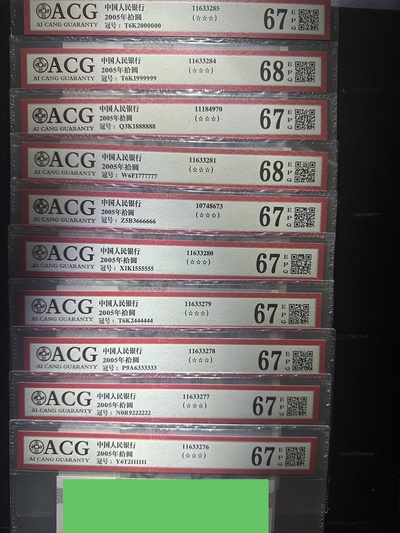 ACG
AI CANG GUARANTY
中国人民银行 11633285
2005年拾圆 (☆☆☆)
冠号：T6K2000000
67 EPQ
ACG
AI CANG GUARANTY
中国人民银行 11633284
2005年拾圆 (☆☆☆)
冠号：Y6K1999999
68 EPQ
ACG
AI CANG GUARANTY
中国人民银行 11184970
2005年拾圆 (☆☆☆)
冠号：Q3K1888888
67 EPQ
ACG
AI CANG GUARANTY
中国人民银行 11633281
2005年拾圆 (☆☆☆)
冠号：W6F1777777
68 EPQ
ACG
AI CANG GUARANTY
中国人民银行 10748673
2005年拾圆 (☆☆☆)
冠号：Z5B3666666
67 EPQ
ACG
AI CANG GUARANTY
中国人民银行 11633280
2005年拾圆 (☆☆☆)
冠号：X1K1555555
67 EPQ
ACG
AI CANG GUARANTY
中国人民银行 11633279
2005年拾圆 (☆☆☆)
冠号：T6K2444444
67 EPQ
ACG
AI CANG GUARANTY
中国人民银行 11633278
2005年拾圆 (☆☆☆)
冠号：P9A6333333
67 EPQ
ACG
AI CANG GUARANTY
中国人民银行 11633277
2005年拾圆 (☆☆☆)
冠号：N0R9222222
67 EPQ
ACG
AI CANG GUARANTY
中国人民银行 11633276
2005年拾圆 (☆☆☆)
冠号：Y6T2111111
67 EPQ